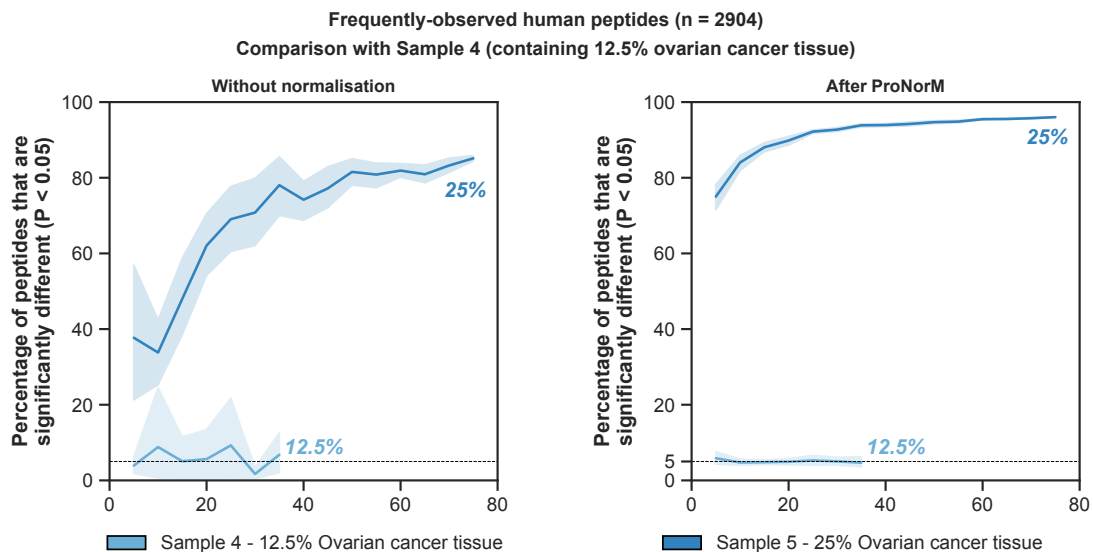 Frequently-observed human peptides (n = 2904)
Comparison with Sample 4 (containing 12.5% ovarian cancer tissue)
Without normalisation
Percentage of peptides that are
significantly different (P < 0.05)
100
80
60
40
20
0
25%
12.5%
0 20 40 60 80
After ProNorM
Percentage of peptides that are
significantly different (P < 0.05)
100
80
60
40
20
5
0
25%
12.5%
0 20 40 60 80
Sample 4 - 12.5% Ovarian cancer tissue
Sample 5 - 25% Ovarian cancer tissue